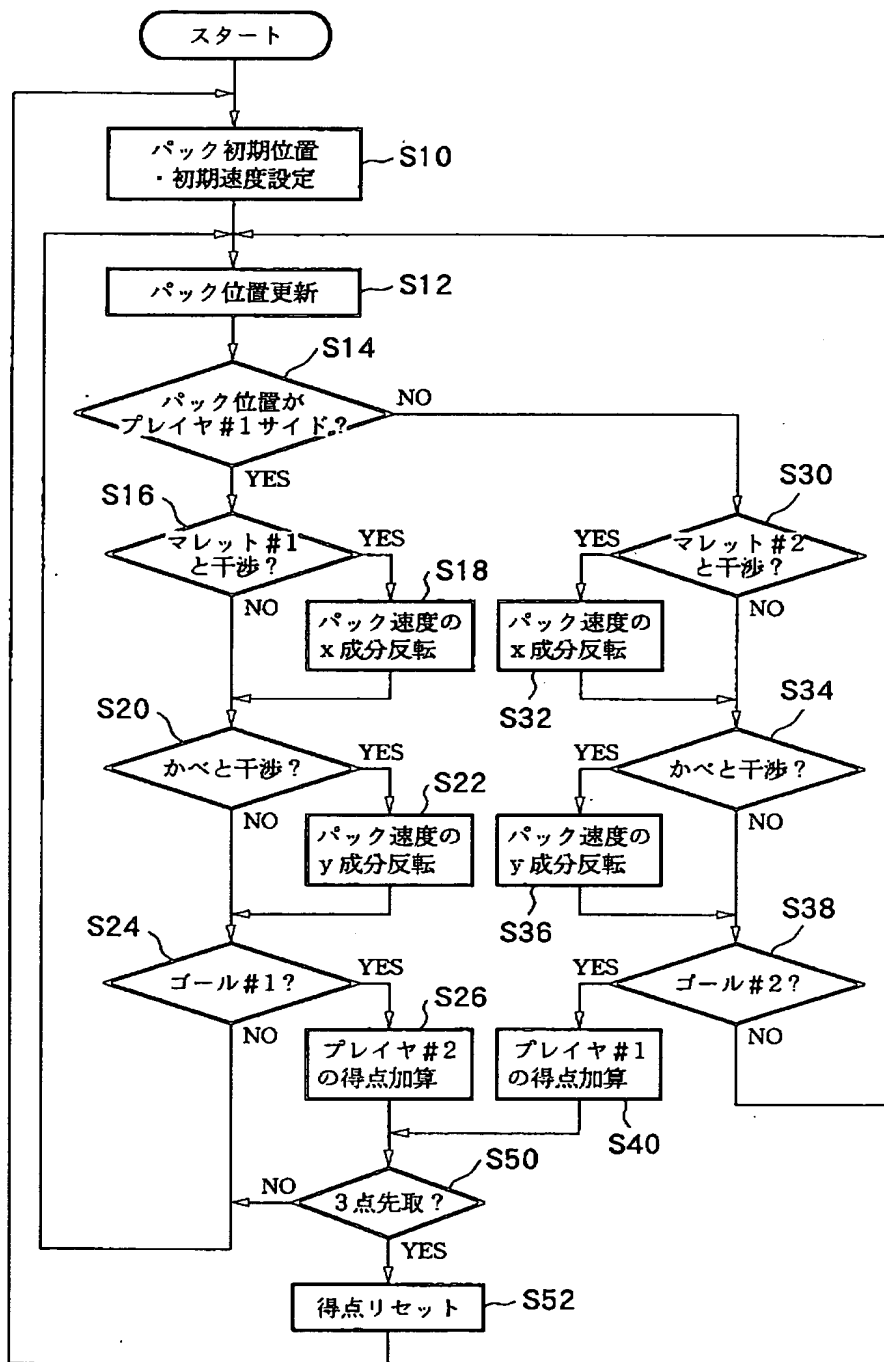 スタート
パック初期位置
・初期速度設定
S10
パック位置更新
S12
S14
パック位置が
プレイヤ#1サイド?
NO
YES
S16
マレット#1
と干渉?
YES
NO
S18
パック速度の
x成分反転
S30
マレット#2
と干渉?
YES
NO
パック速度の
x成分反転
S32
S20
かべと干渉?
YES
NO
S22
パック速度の
y成分反転
S34
かべと干渉?
YES
NO
パック速度の
y成分反転
S36
S24
ゴール#1?
YES
NO
S26
プレイヤ#2
の得点加算
S38
ゴール#2?
YES
NO
プレイヤ#1
の得点加算
S40
S50
3点先取?
NO
YES
得点リセット
S52